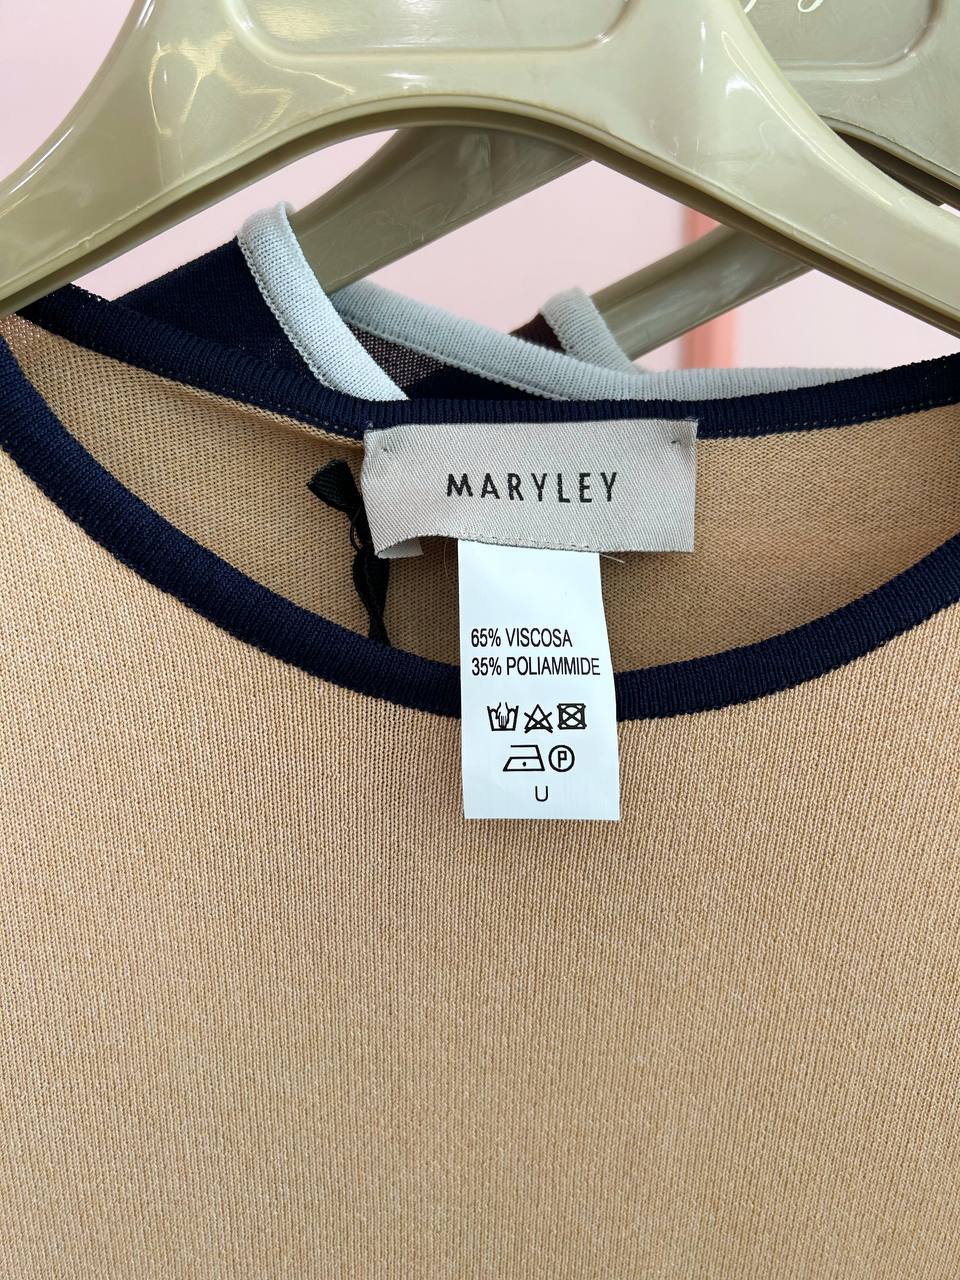 MARYLEY
65% VISCOSA
35% POLIAMMIDE
P
U